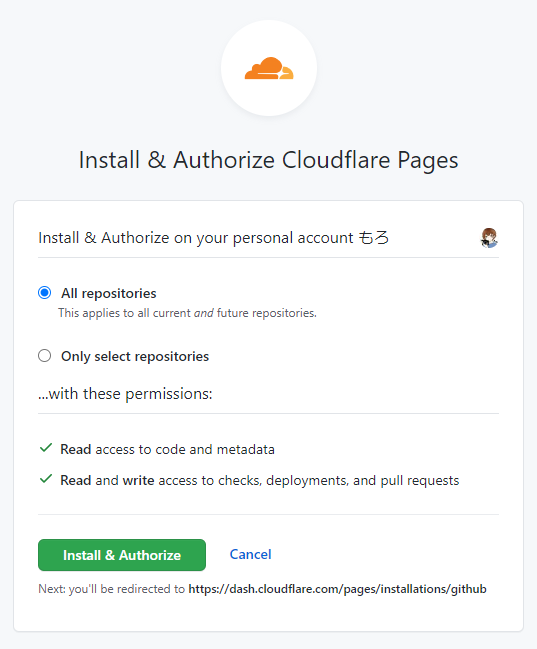 Install & Authorize Cloudflare Pages
Install & Authorize on your personal account もろ
All repositories
This applies to all current and future repositories.
Only select repositories
...with these permissions:
Read access to code and metadata
Read and write access to checks, deployments, and pull requests
Install & Authorize
Cancel
Next: you'll be redirected to https://dash.cloudflare.com/pages/installations/github